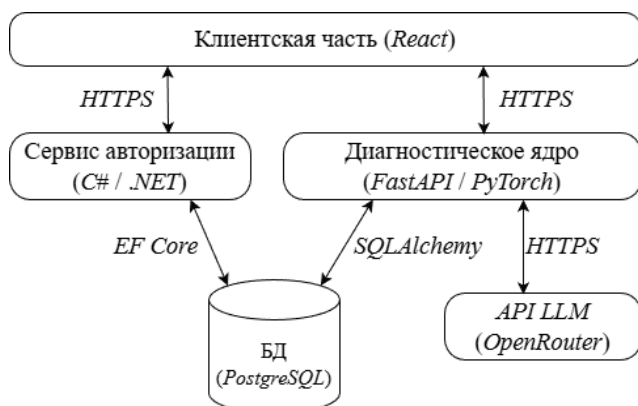 Клиентская часть (React)
HTTPS
HTTPS
Сервис авторизации
(C# / .NET)
Диагностическое ядро
(FastAPI / PyTorch)
EF Core
SQLAlchemy
HTTPS
БД
(PostgreSQL)
API LLM
(OpenRouter)